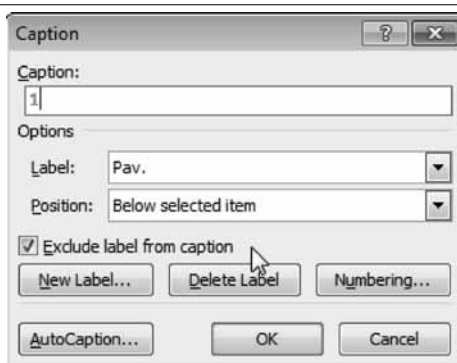 Caption
Caption:
1
Options
Label: Pav.
Position: Below selected item
Exclude label from caption
New Label... Delete Label Numbering...
AutoCaption... OK Cancel